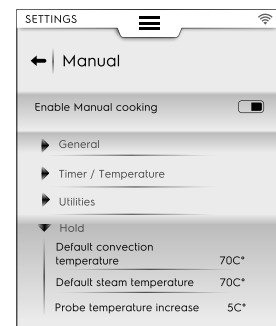 SETTINGS
Manual
Enable Manual cooking
General
Timer / Temperature
Utilities
Hold
Default convection
temperature 70C°
Default steam temperature 70C°
Probe temperature increase 5C°